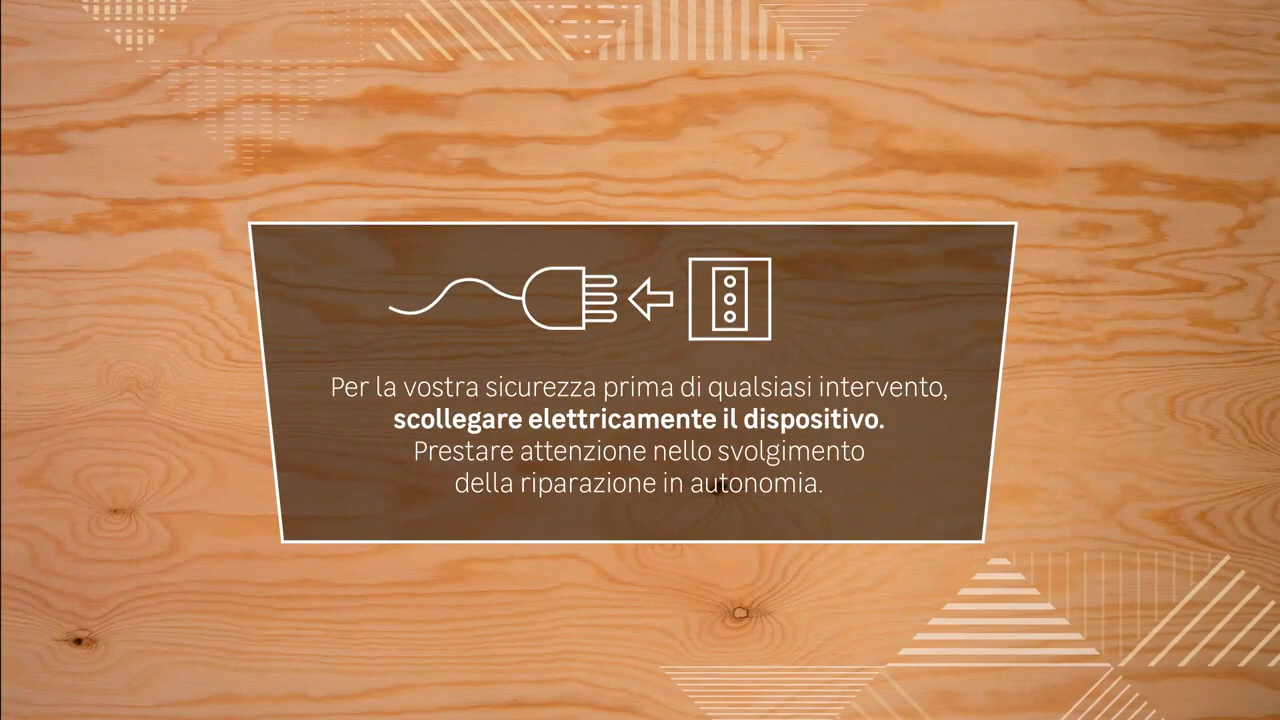 Per la vostra sicurezza prima di qualsiasi intervento,
scollegare elettricamente il dispositivo.
Prestare attenzione nello svolgimento
della riparazione in autonomia.